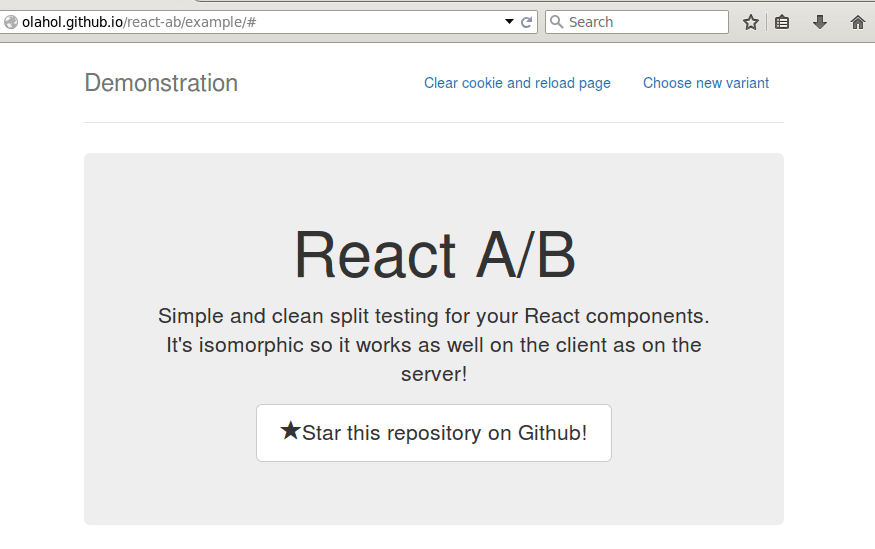 olahol.github.io/react-ab/example/#
Search
Demonstration
Clear cookie and reload page
Choose new variant
React A/B
Simple and clean split testing for your React components.
It's isomorphic so it works as well on the client as on the
server!
★Star this repository on Github!